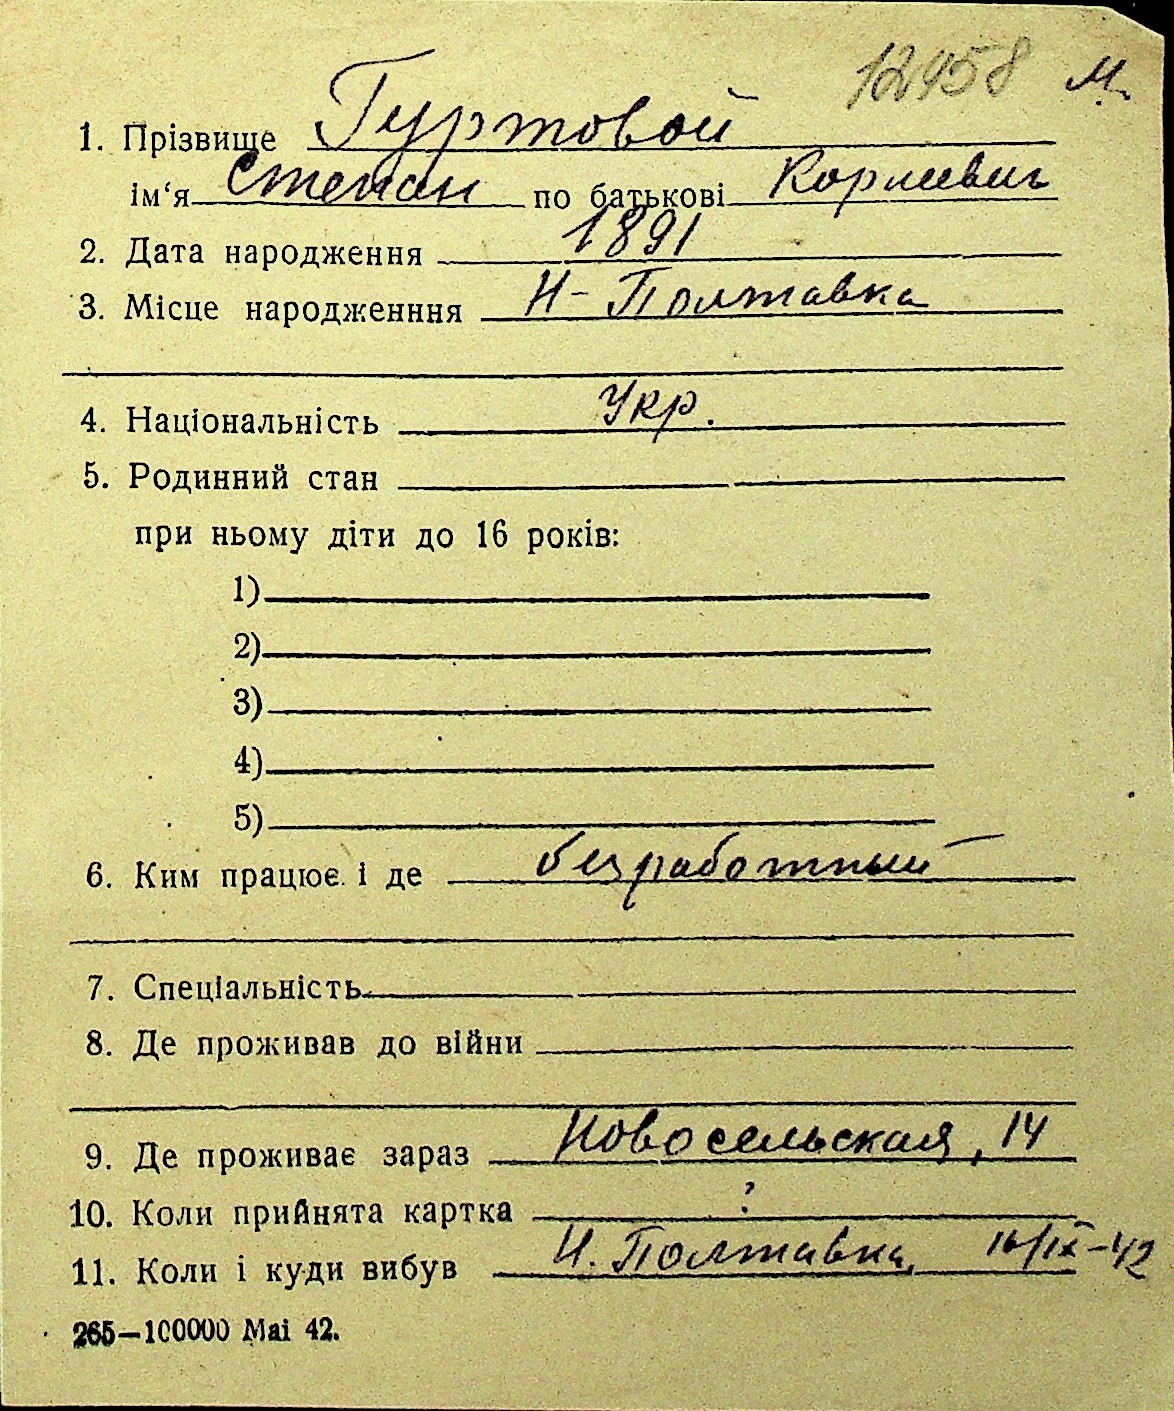 12458 М.
1. Прізвище Гуртовой
ім‘я Степан по батькові Корнеевич
2. Дата народження 1891
3. Місце народженння Н-Полтавка
4. Національність Укр.
5. Родинний стан
при ньому діти до 16 років:
1)
2)
3)
4)
5)
6. Ким працює і де безработный
7. Спеціальність
8. Де проживав до війни
9. Де проживає зараз Новосельская, 14
10. Коли прийнята картка ?
11. Коли і куди вибув Н. Полтавка, 16/IX-42
265—100000 Mai 42.